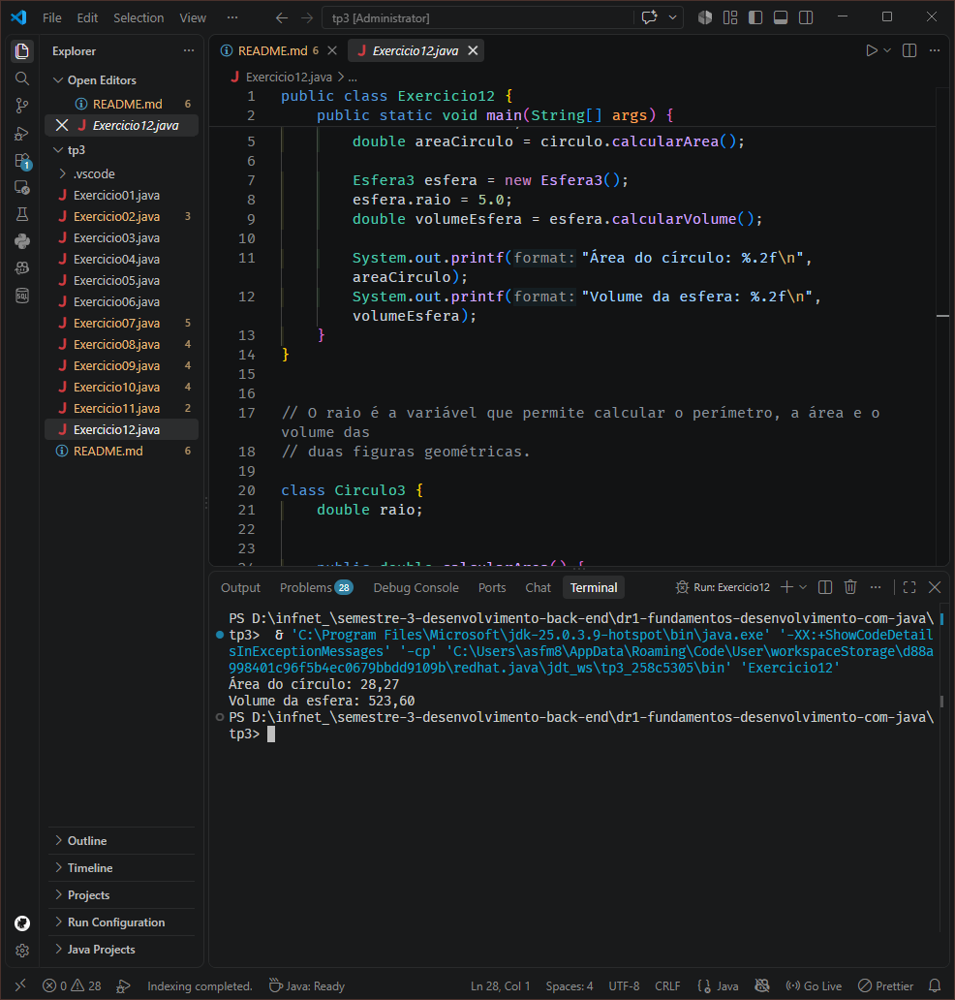 File Edit Selection View ··· tp3 [Administrator]
Explorer ···
Open Editors
README.md 6
Exercicio12.java
tp3
.vscode
Exercicio01.java
Exercicio02.java 3
Exercicio03.java
Exercicio04.java
Exercicio05.java
Exercicio06.java
Exercicio07.java 5
Exercicio08.java 4
Exercicio09.java 4
Exercicio10.java 4
Exercicio11.java 2
Exercicio12.java
README.md 6
Outline
Timeline
Projects
Run Configuration
Java Projects
1
SQL
README.md 6 Exercicio12.java
Exercicio12.java > ...
1 public class Exercicio12 {
2 public static void main(String[] args) {
5 double areaCirculo = circulo.calcularArea();
6
7 Esfera3 esfera = new Esfera3();
8 esfera.raio = 5.0;
9 double volumeEsfera = esfera.calcularVolume();
10
11 System.out.printf(format: "Área do círculo: %.2f\n",
areaCirculo);
12 System.out.printf(format: "Volume da esfera: %.2f\n",
volumeEsfera);
13 }
14 }
15
16
17 // O raio é a variável que permite calcular o perímetro, a área e o
volume das
18 // duas figuras geométricas.
19
20 class Circulo3 {
21 double raio;
22
23
24 public double calcularArea() {
Output Problems 28 Debug Console Ports Chat Terminal Run: Exercicio12
PS D:\infnet_\semestre-3-desenvolvimento-back-end\dr1-fundamentos-desenvolvimento-com-java\
tp3> & 'C:\Program Files\Microsoft\jdk-25.0.3.9-hotspot\bin\java.exe' '-XX:+ShowCodeDetail
sInExceptionMessages' '-cp' 'C:\Users\asfm8\AppData\Roaming\Code\User\workspaceStorage\d88a
998401c96f5b4ec0679bbdd9109b\redhat.java\jdt_ws\tp3_258c5305\bin' 'Exercicio12'
Área do círculo: 28,27
Volume da esfera: 523,60
PS D:\infnet_\semestre-3-desenvolvimento-back-end\dr1-fundamentos-desenvolvimento-com-java\
tp3>
0 28 Indexing completed. Java: Ready Ln 28, Col 1 Spaces: 4 UTF-8 CRLF {} Java Go Live Prettier